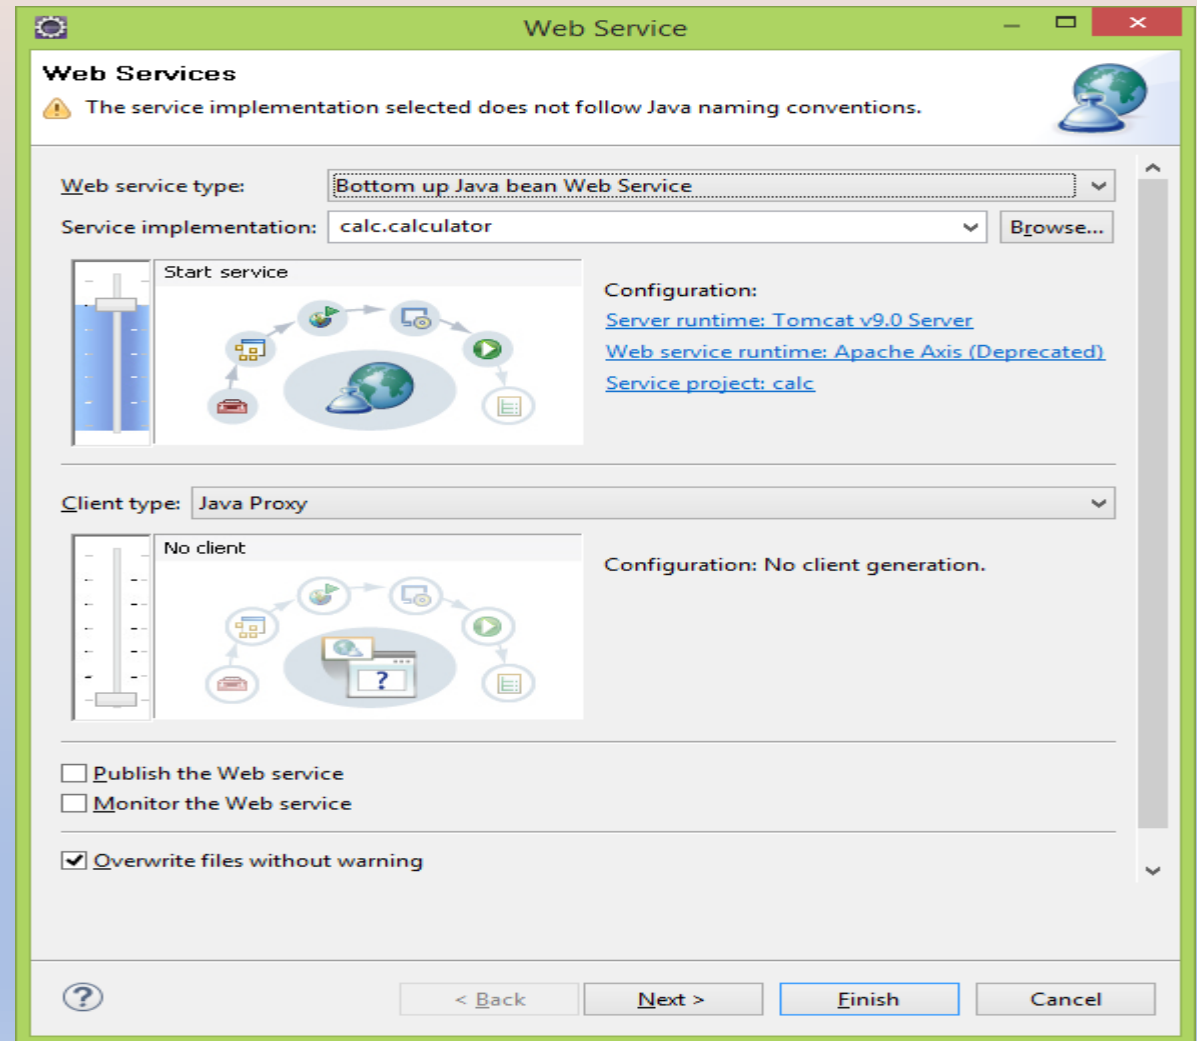 Web Service
Web Services
The service implementation selected does not follow Java naming conventions.
Web service type: Bottom up Java bean Web Service
Service implementation: calc.calculator Browse...
Start service
Configuration:
Server runtime: Tomcat v9.0 Server
Web service runtime: Apache Axis (Deprecated)
Service project: calc
Client type: Java Proxy
No client
Configuration: No client generation.
Publish the Web service
Monitor the Web service
Overwrite files without warning
< Back Next > Finish Cancel